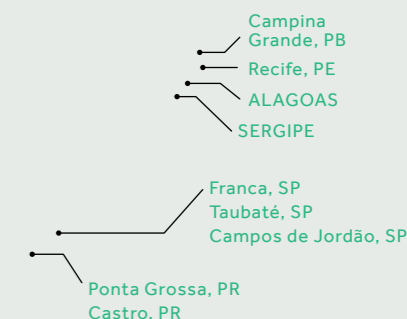 Campina
Grande, PB
Recife, PE
ALAGOAS
SERGIPE
Franca, SP
Taubaté, SP
Campos de Jordão, SP
Ponta Grossa, PR
Castro, PR